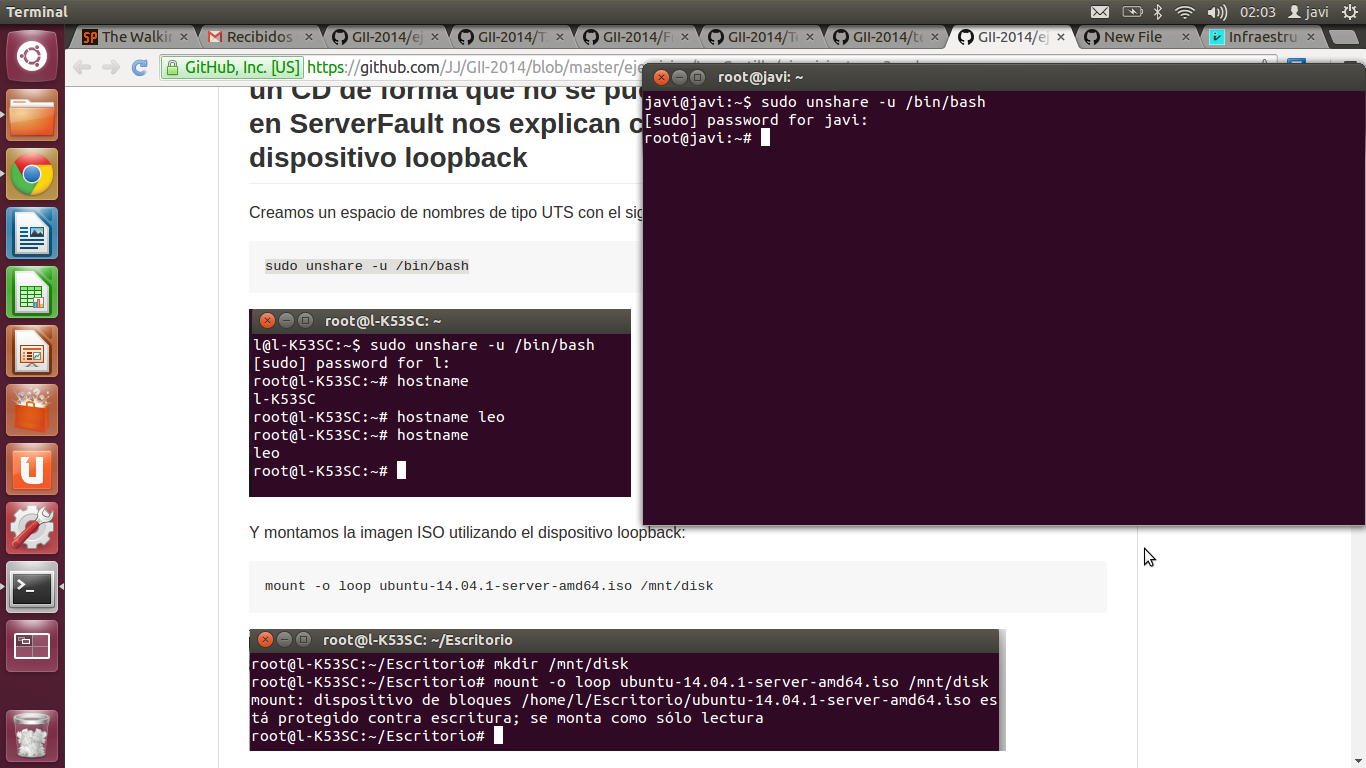 Terminal
02:03 javi
The Walki
Recibidos
GII-2014/ej
GII-2014/T
GII-2014/F
GII-2014/T
GII-2014/te
GII-2014/ej
New File
Infraestru
GitHub, Inc. [US] https://github.com/JJ/GII-2014/blob/master/eje
un CD de forma que no se pu
en ServerFault nos explican c
dispositivo loopback
Creamos un espacio de nombres de tipo UTS con el sig
sudo unshare -u /bin/bash
root@l-K53SC: ~
l@l-K53SC:~$ sudo unshare -u /bin/bash
[sudo] password for l:
root@l-K53SC:~# hostname
l-K53SC
root@l-K53SC:~# hostname leo
root@l-K53SC:~# hostname
leo
root@l-K53SC:~#
Y montamos la imagen ISO utilizando el dispositivo loopback:
mount -o loop ubuntu-14.04.1-server-amd64.iso /mnt/disk
root@l-K53SC: ~/Escritorio
root@l-K53SC:~/Escritorio# mkdir /mnt/disk
root@l-K53SC:~/Escritorio# mount -o loop ubuntu-14.04.1-server-amd64.iso /mnt/disk
mount: dispositivo de bloques /home/l/Escritorio/ubuntu-14.04.1-server-amd64.iso es
tá protegido contra escritura; se monta como sólo lectura
root@l-K53SC:~/Escritorio#
root@javi: ~
javi@javi:~$ sudo unshare -u /bin/bash
[sudo] password for javi:
root@javi:~#